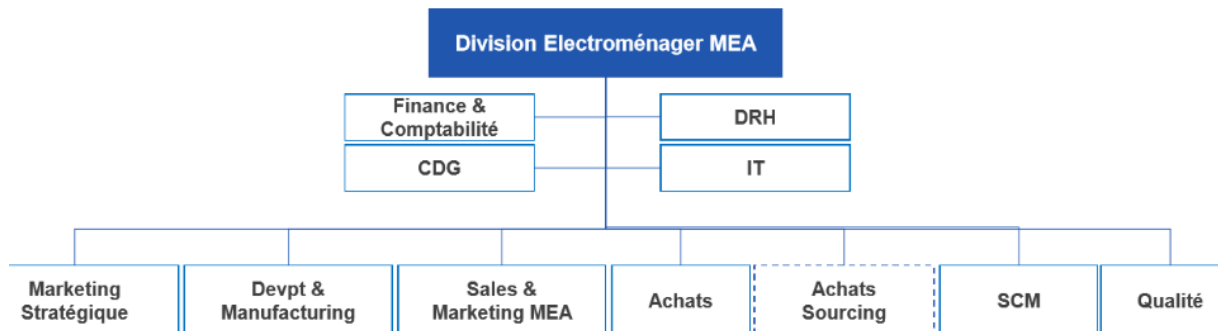 Division Electroménager MEA
Finance &
Comptabilité
DRH
CDG
IT
Marketing
Stratégique
Devpt &
Manufacturing
Sales &
Marketing MEA
Achats
Achats
Sourcing
SCM
Qualité